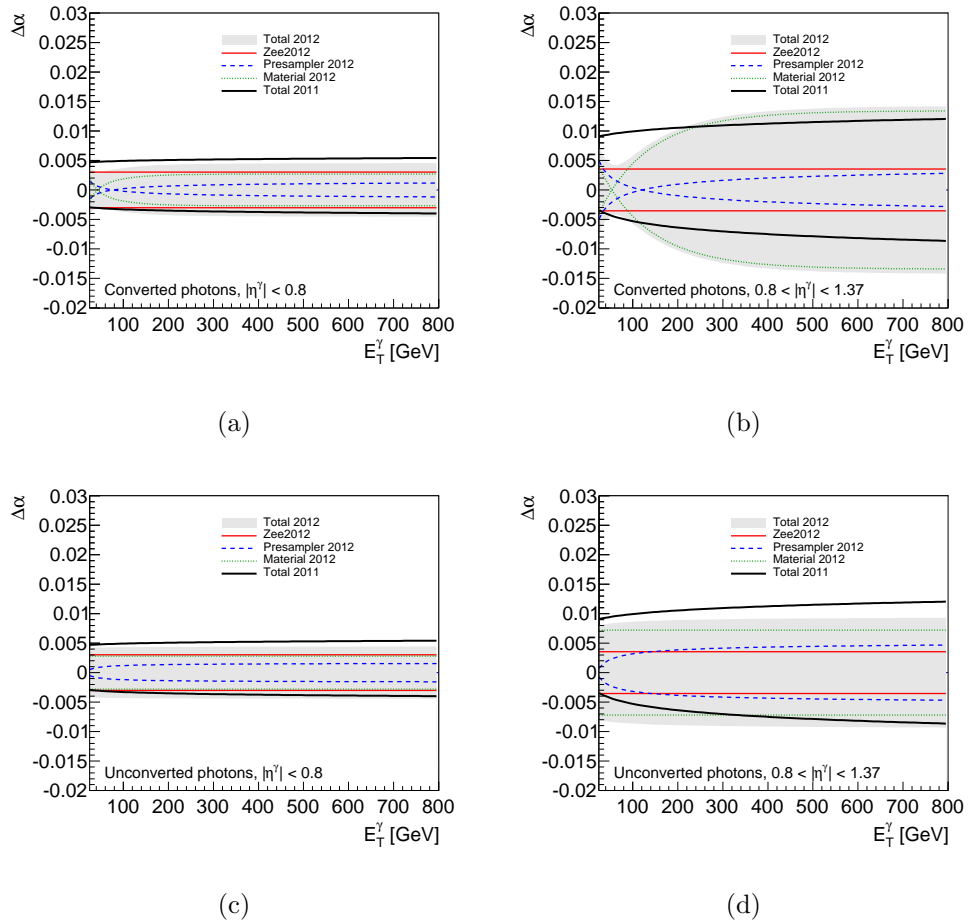 Δα
0.03
0.025
0.02
0.015
0.01
0.005
0
-0.005
-0.01
-0.015
-0.02
Total 2012
Zee2012
Presampler 2012
Material 2012
Total 2011
Converted photons, |η^γ| < 0.8
100 200 300 400 500 600 700 800
E_T^γ [GeV]
(a)
Δα
0.03
0.025
0.02
0.015
0.01
0.005
0
-0.005
-0.01
-0.015
-0.02
Total 2012
Zee2012
Presampler 2012
Material 2012
Total 2011
Converted photons, 0.8 < |η^γ| < 1.37
100 200 300 400 500 600 700 800
E_T^γ [GeV]
(b)
Δα
0.03
0.025
0.02
0.015
0.01
0.005
0
-0.005
-0.01
-0.015
-0.02
Total 2012
Zee2012
Presampler 2012
Material 2012
Total 2011
Unconverted photons, |η^γ| < 0.8
100 200 300 400 500 600 700 800
E_T^γ [GeV]
(c)
Δα
0.03
0.025
0.02
0.015
0.01
0.005
0
-0.005
-0.01
-0.015
-0.02
Total 2012
Zee2012
Presampler 2012
Material 2012
Total 2011
Unconverted photons, 0.8 < |η^γ| < 1.37
100 200 300 400 500 600 700 800
E_T^γ [GeV]
(d)